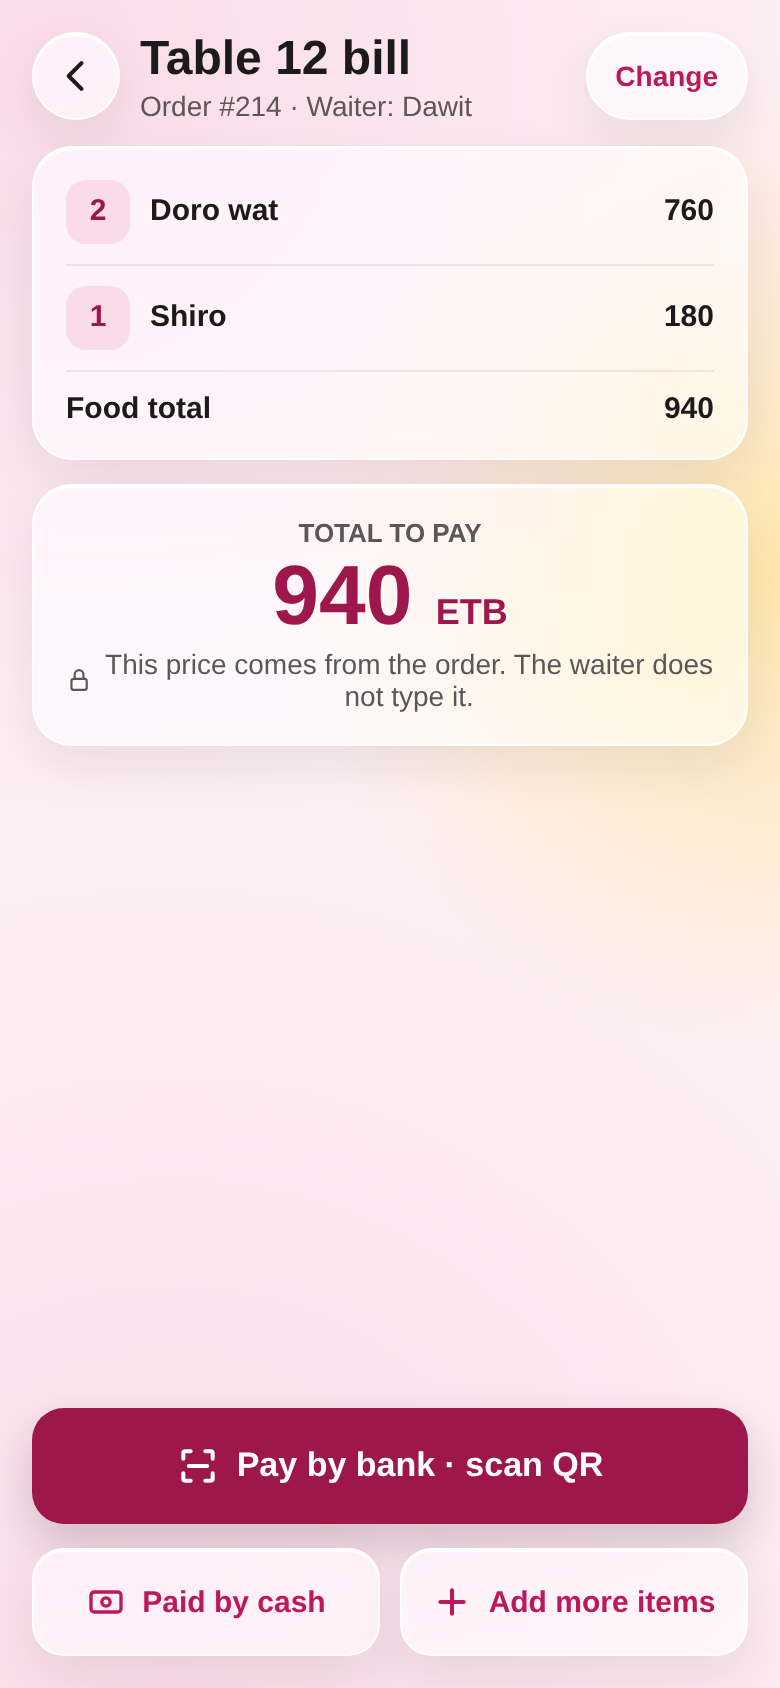 Table 12 bill
Order #214 · Waiter: Dawit
Change
2 Doro wat 760
1 Shiro 180
Food total 940
TOTAL TO PAY
940 ETB
This price comes from the order. The waiter does
not type it.
Pay by bank · scan QR
Paid by cash
Add more items